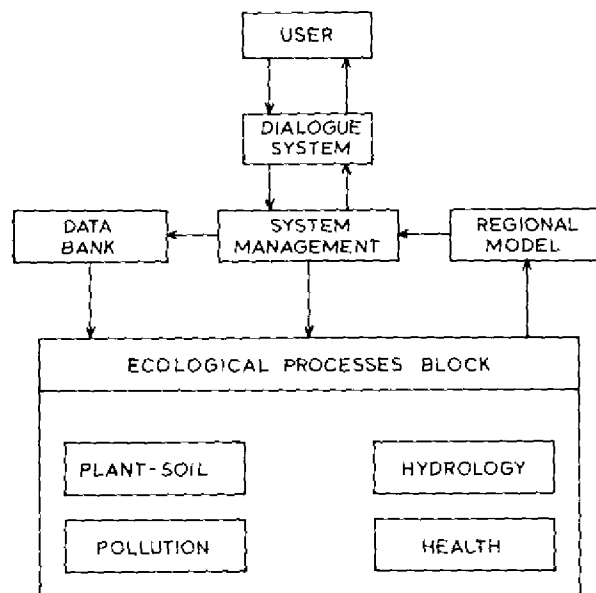 USER
DIALOGUE
SYSTEM
DATA
BANK
SYSTEM
MANAGEMENT
REGIONAL
MODEL
ECOLOGICAL PROCESSES BLOCK
PLANT-SOIL
HYDROLOGY
POLLUTION
HEALTH